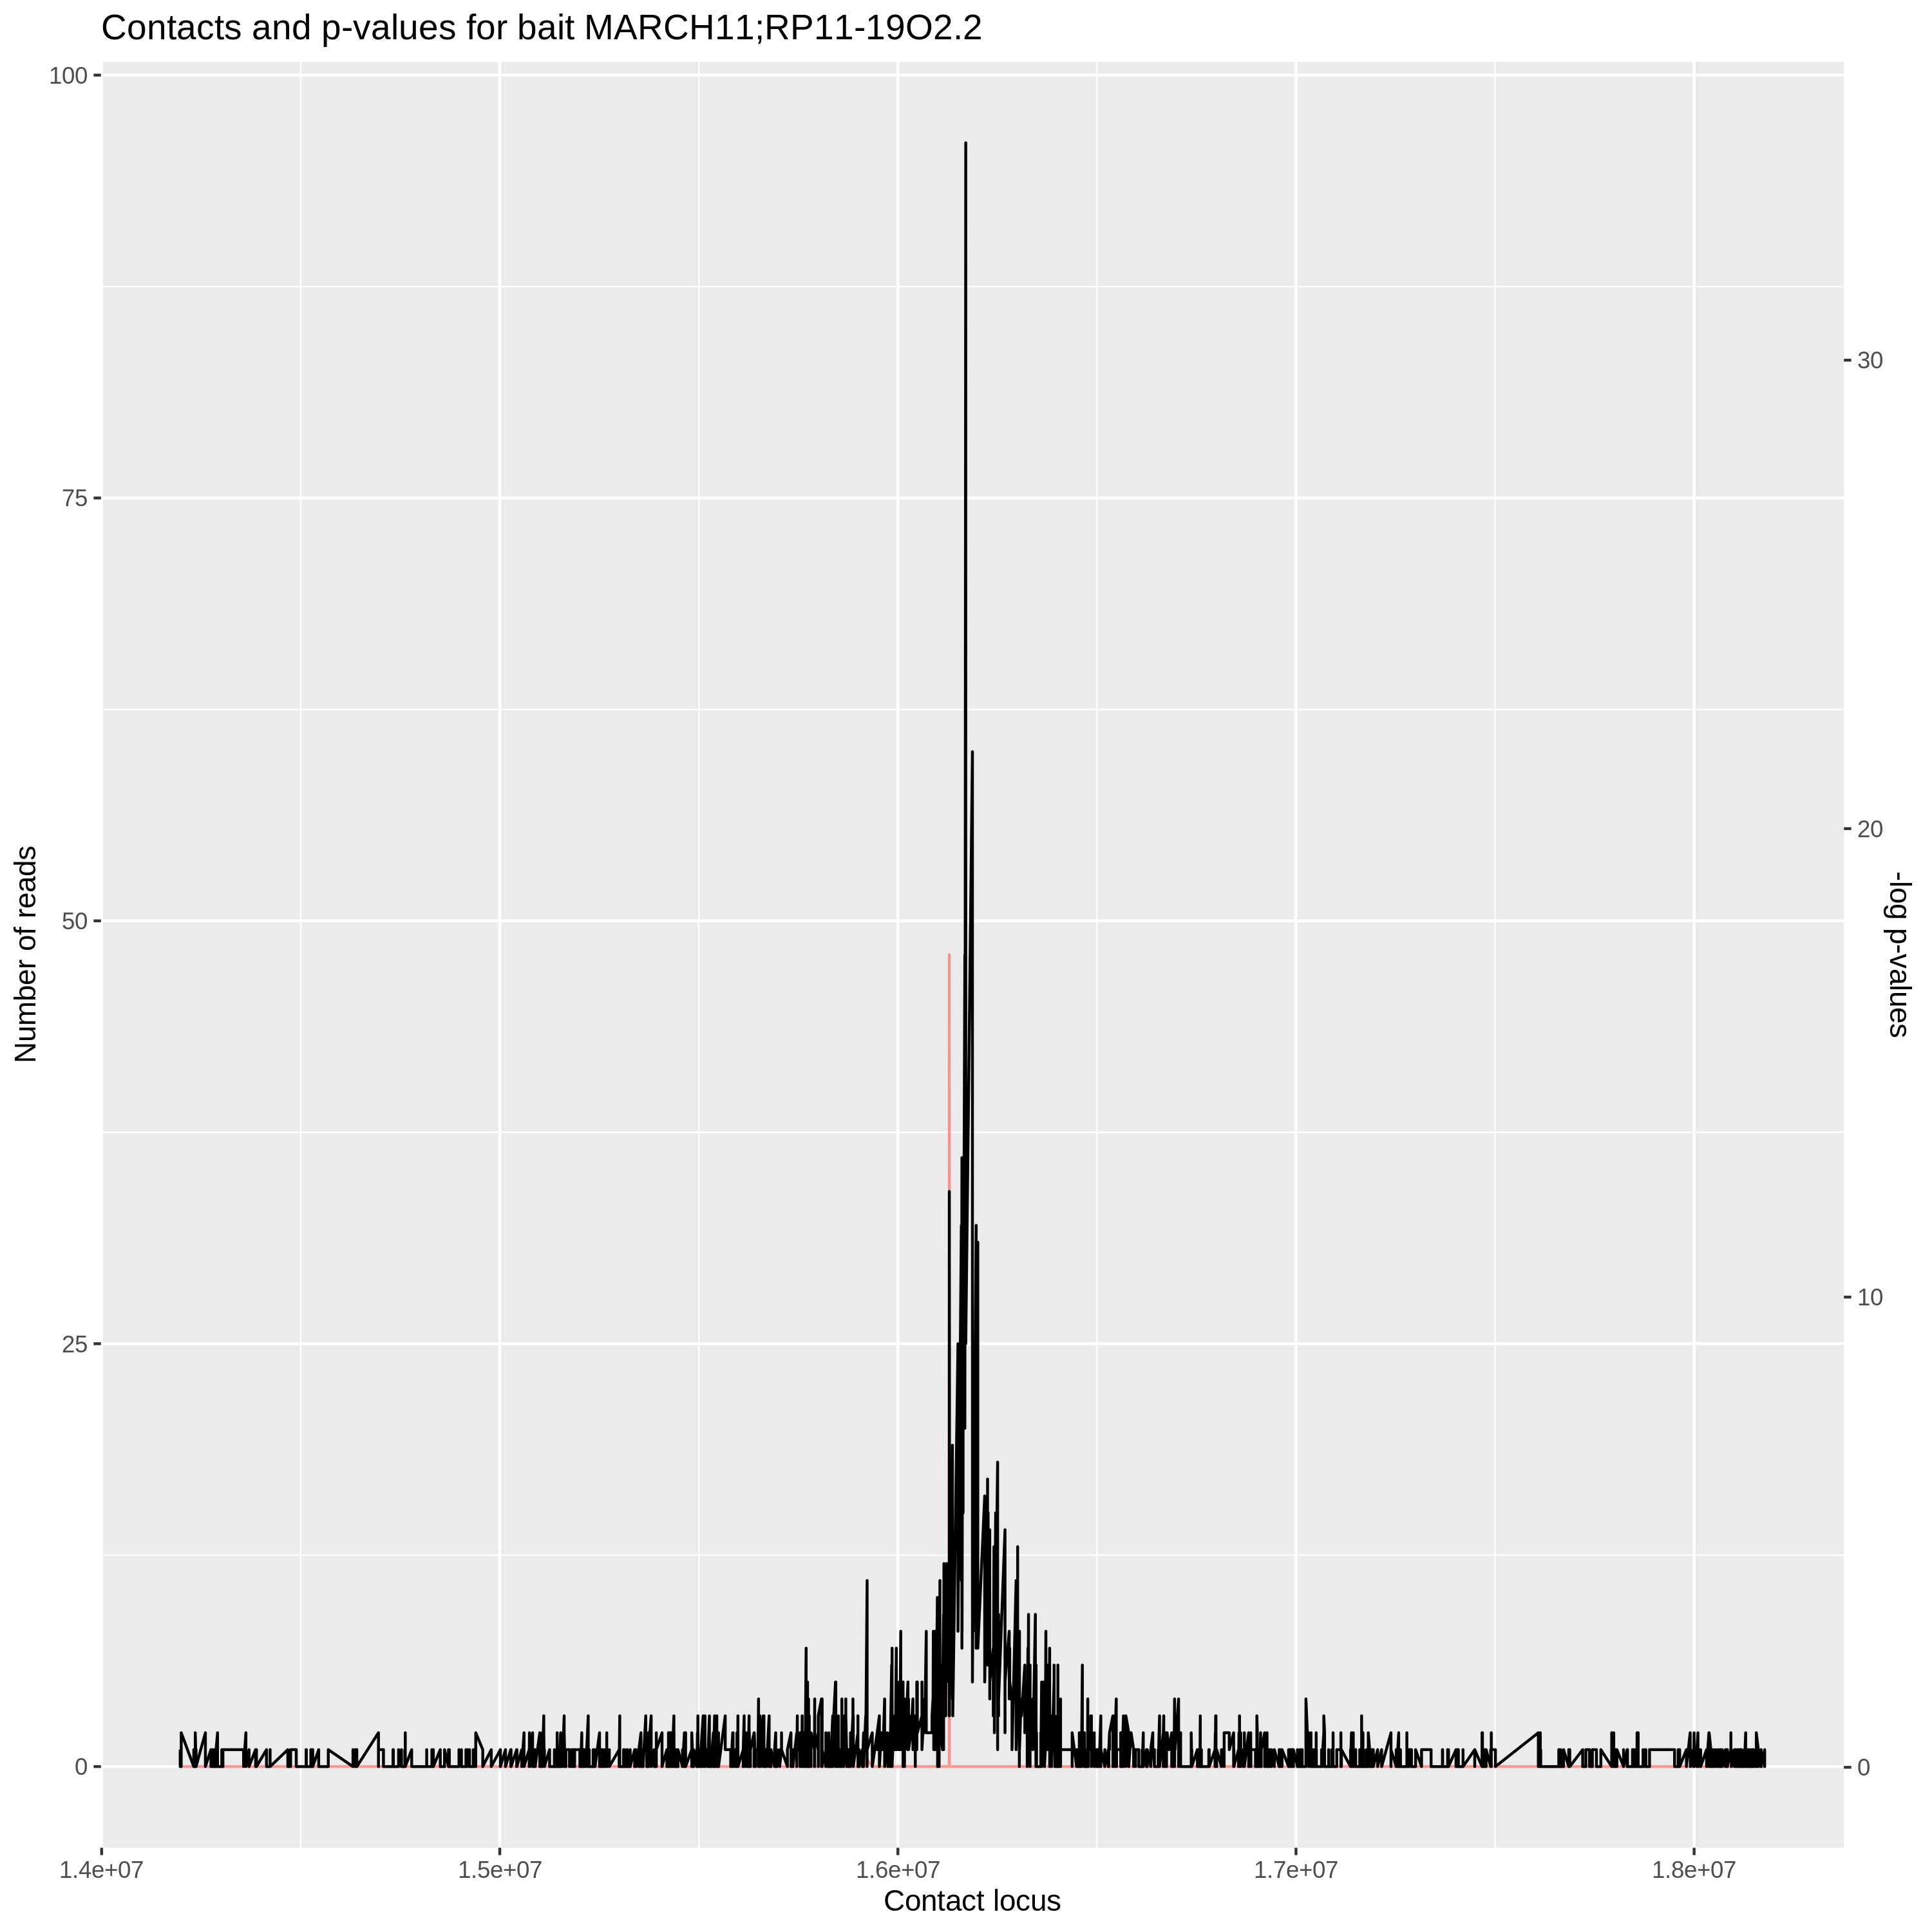 Contacts and p-values for bait MARCH11;RP11-19O2.2
100
75
50
25
0
Number of reads
30
20
10
0
-log p-values
1.4e+07
1.5e+07
1.6e+07
1.7e+07
1.8e+07
Contact locus